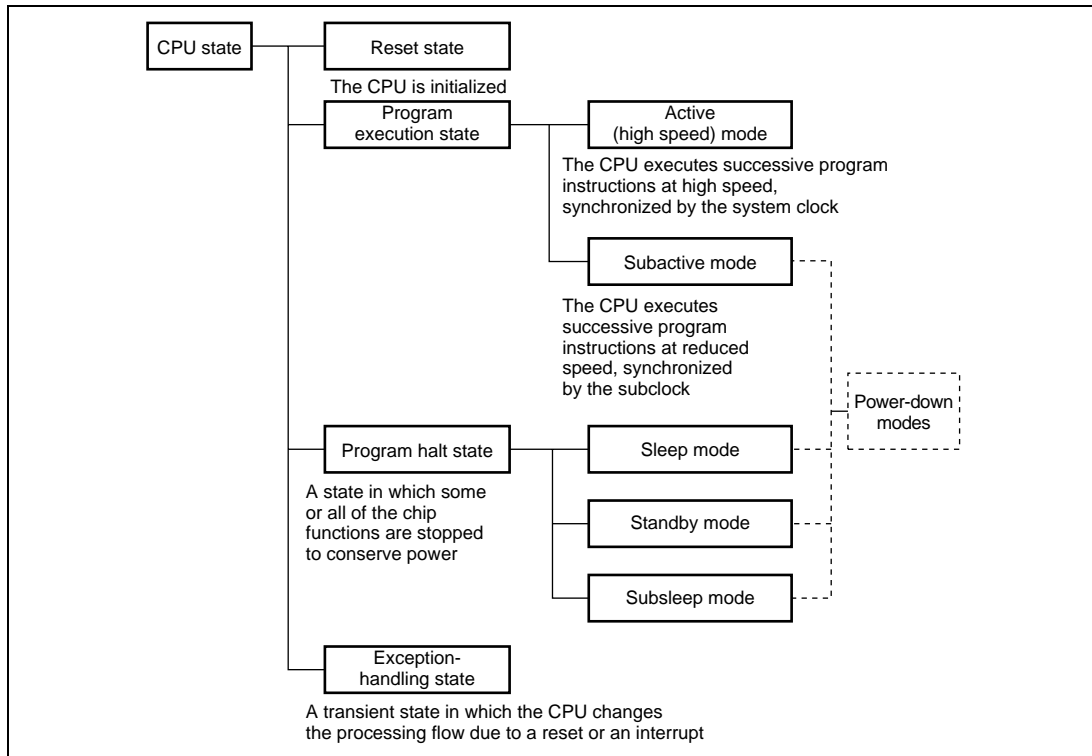 CPU state
Reset state
The CPU is initialized
Program
execution state
Active
(high speed) mode
The CPU executes successive program
instructions at high speed,
synchronized by the system clock
Subactive mode
The CPU executes
successive program
instructions at reduced
speed, synchronized
by the subclock
Power-down
modes
Program halt state
A state in which some
or all of the chip
functions are stopped
to conserve power
Sleep mode
Standby mode
Subsleep mode
Exception-
handling state
A transient state in which the CPU changes
the processing flow due to a reset or an interrupt